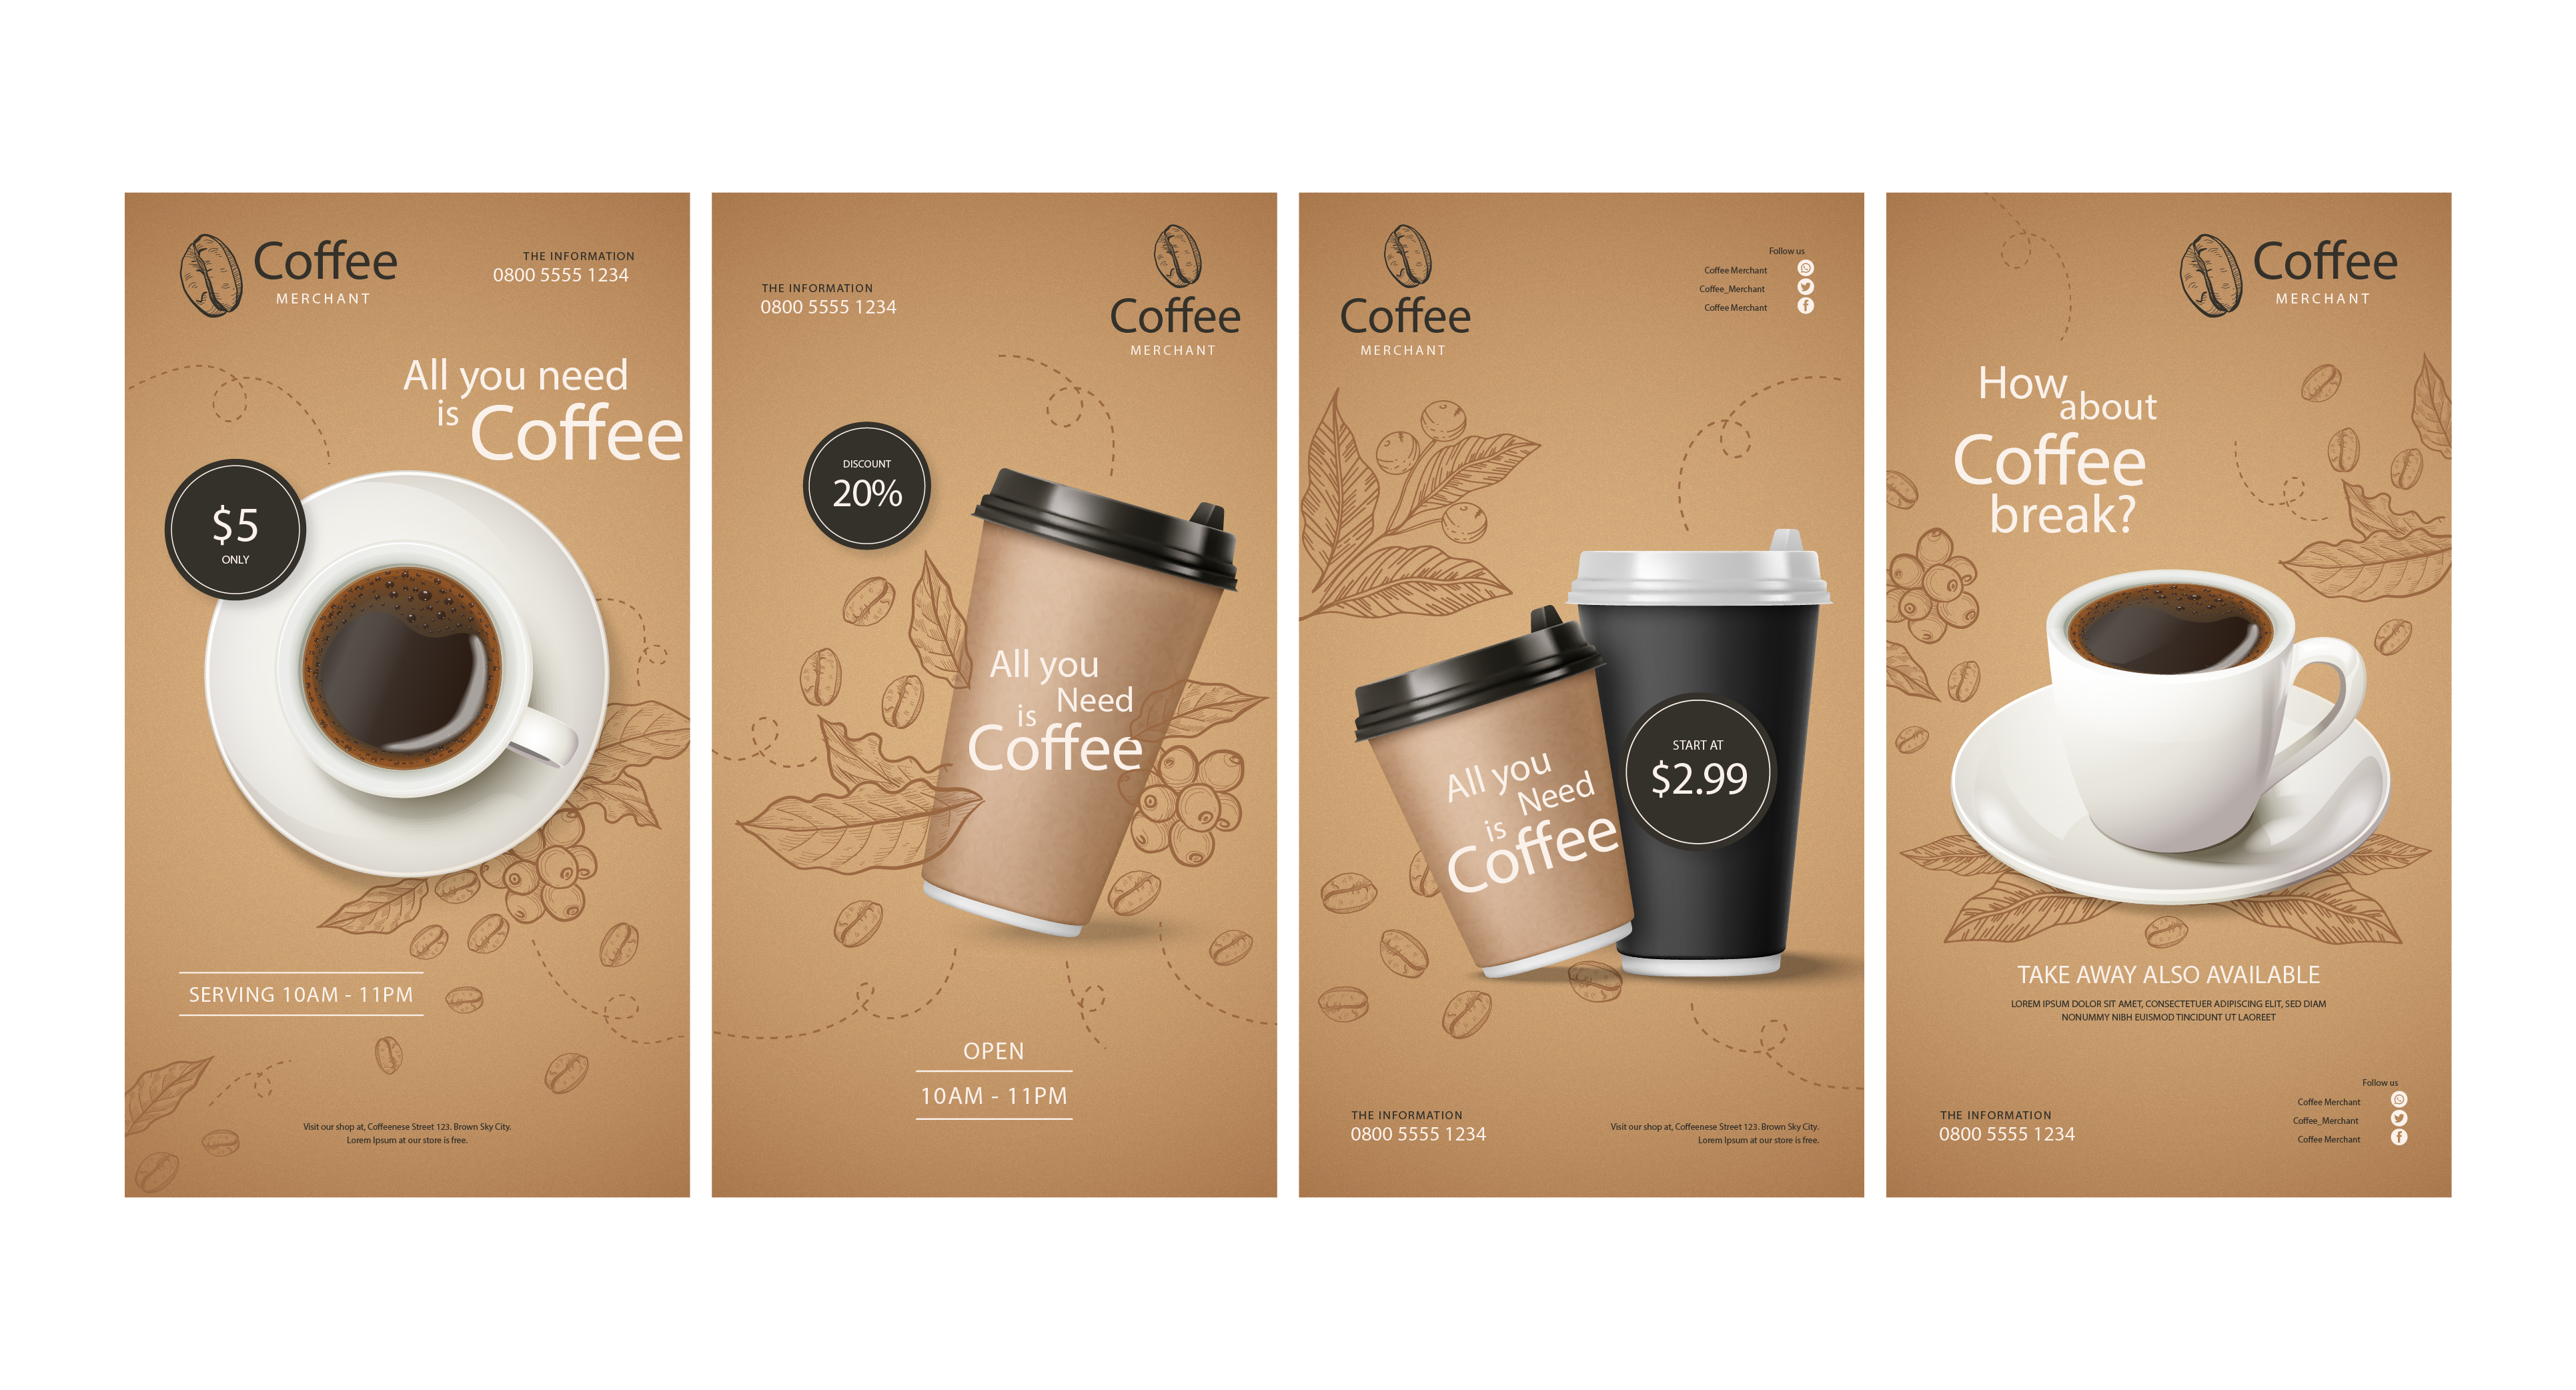 Coffee
MERCHANT
THE INFORMATION
0800 5555 1234
All you need
is Coffee
$5
ONLY
SERVING 10AM - 11PM
Visit our shop at, Coffeenese Street 123. Brown Sky City.
Lorem Ipsum at our store is free.
THE INFORMATION
0800 5555 1234
Coffee
MERCHANT
DISCOUNT
20%
All you
Need
is
Coffee
OPEN
10AM - 11PM
Coffee
MERCHANT
Follow us
Coffee Merchant
Coffee_Merchant
Coffee Merchant
All you
Need
is
Coffee
START AT
$2.99
THE INFORMATION
0800 5555 1234
Visit our shop at, Coffeenese Street 123. Brown Sky City.
Lorem Ipsum at our store is free.
Coffee
MERCHANT
How
about
Coffee
break?
TAKE AWAY ALSO AVAILABLE
LOREM IPSUM DOLOR SIT AMET, CONSECTETUER ADIPISCING ELIT, SED DIAM
NONUMMY NIBH EUISMOD TINCIDUNT UT LAOREET
THE INFORMATION
0800 5555 1234
Follow us
Coffee Merchant
Coffee_Merchant
Coffee Merchant